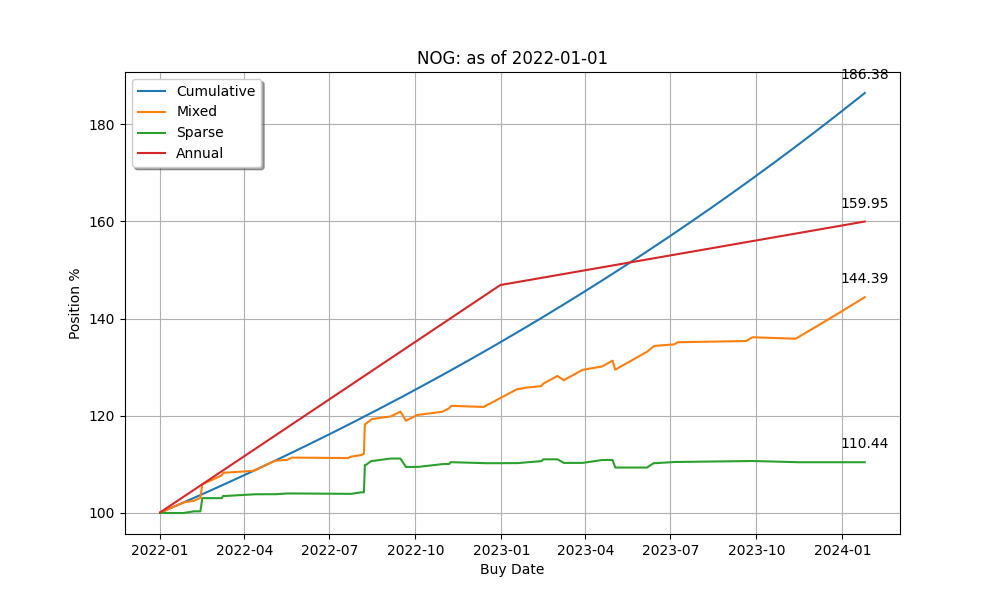 NOG: as of 2022-01-01
186.38
Cumulative
Mixed
Sparse
Annual
180
160
140
120
100
Position %
159.95
144.39
110.44
2022-01 2022-04 2022-07 2022-10 2023-01 2023-04 2023-07 2023-10 2024-01
Buy Date